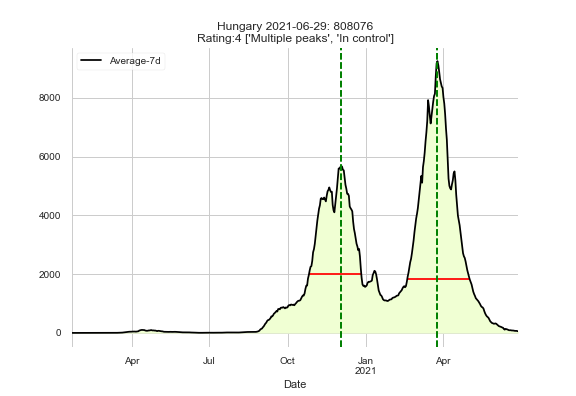 Hungary 2021-06-29: 808076
Rating:4 ['Multiple peaks', 'In control']
Average-7d
8000
6000
4000
2000
0
Apr
Jul
Oct
Jan
2021
Apr
Date